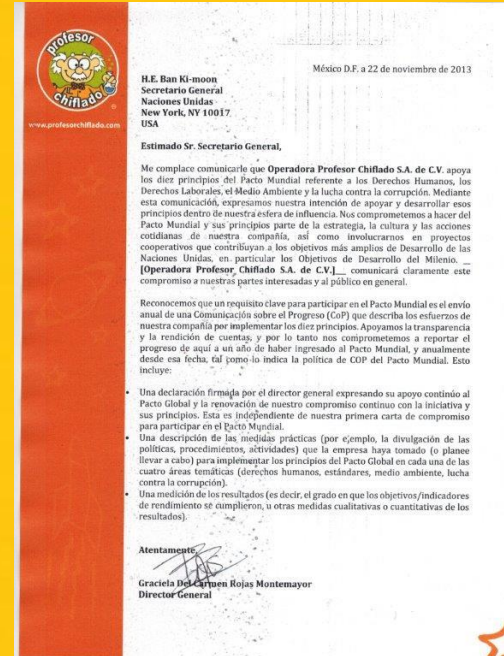 profesor
chiflado
®
www.profesorchiflado.com
México D.F. a 22 de noviembre de 2013
H.E. Ban Ki-moon
Secretario General
Naciones Unidas
New York, NY 10017
USA
Estimado Sr. Secretario General,
Me complace comunicarle que Operadora Profesor Chiflado S.A. de C.V. apoya
los diez principios del Pacto Mundial referente a los Derechos Humanos, los
Derechos Laborales, el Medio Ambiente y la lucha contra la corrupción. Mediante
esta comunicación, expresamos nuestra intención de apoyar y desarrollar esos
principios dentro de nuestra esfera de influencia. Nos comprometemos a hacer del
Pacto Mundial y sus principios parte de la estrategia, la cultura y las acciones
cotidianas de nuestra compañía, así como involucrarnos en proyectos
cooperativos que contribuyan a los objetivos más amplios de Desarrollo de las
Naciones Unidas, en particular los Objetivos de Desarrollo del Milenio. _
[Operadora Profesor Chiflado S.A. de C.V.]__ comunicará claramente este
compromiso a nuestras partes interesadas y al público en general.
Reconocemos que un requisito clave para participar en el Pacto Mundial es el envío
anual de una Comunicación sobre el Progreso (CoP) que describa los esfuerzos de
nuestra compañía por implementar los diez principios. Apoyamos la transparencia
y la rendición de cuentas, y por lo tanto nos comprometemos a reportar el
progreso de aquí a un año de haber ingresado al Pacto Mundial, y anualmente
desde esa fecha, tal como lo indica la política de COP del Pacto Mundial. Esto
incluye:
• Una declaración firmada por el director general expresando su apoyo continúo al
Pacto Global y la renovación de nuestro compromiso continuo con la iniciativa y
sus principios. Esta es independiente de nuestra primera carta de compromiso
para participar en el Pacto Mundial.
• Una descripción de las medidas prácticas (por ejemplo, la divulgación de las
políticas, procedimientos, actividades) que la empresa haya tomado (o planee
llevar a cabo) para implementar los principios del Pacto Global en cada una de las
cuatro áreas temáticas (derechos humanos, estándares, medio ambiente, lucha
contra la corrupción).
• Una medición de los resultados (es decir, el grado en que los objetivos/indicadores
de rendimiento se cumplieron, u otras medidas cualitativas o cuantitativas de los
resultados).
Atentamente,
Graciela Del Carmen Rojas Montemayor
Director General